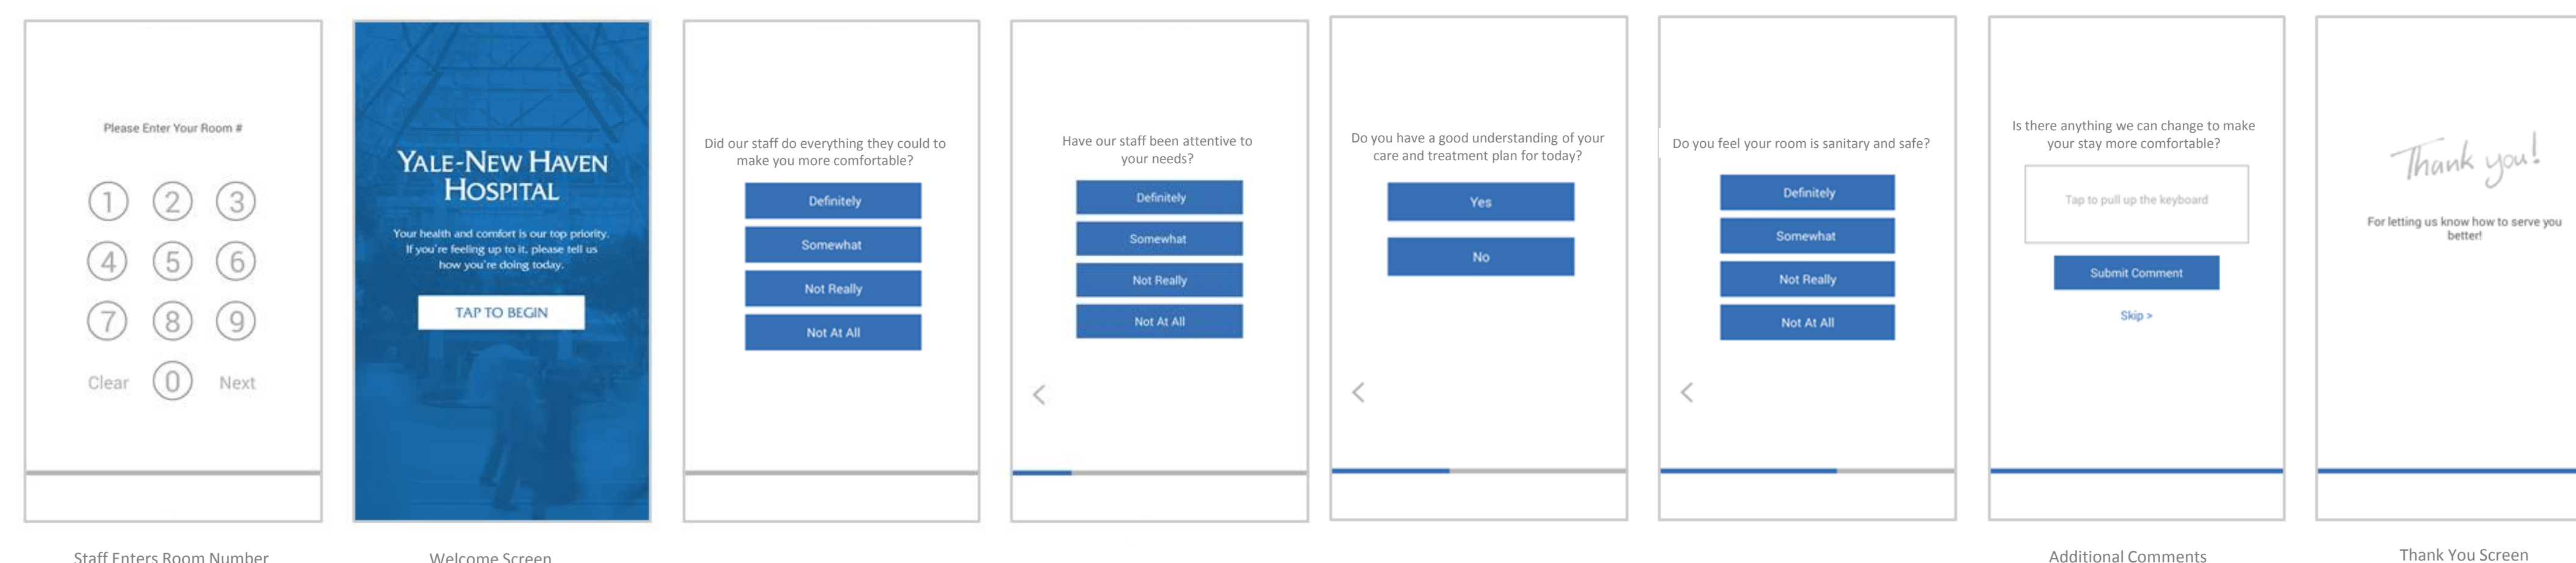 Please Enter Your Room #
1 2 3
4 5 6
7 8 9
Clear 0 Next
Staff Enters Room Number
YALE-NEW HAVEN
HOSPITAL
Your health and comfort is our top priority.
If you're feeling up to it, please tell us
how you're doing today.
TAP TO BEGIN
Welcome Screen
Did our staff do everything they could to
make you more comfortable?
Definitely
Somewhat
Not Really
Not At All
Have our staff been attentive to
your needs?
Definitely
Somewhat
Not Really
Not At All
<
Do you have a good understanding of your
care and treatment plan for today?
Yes
No
<
Do you feel your room is sanitary and safe?
Definitely
Somewhat
Not Really
Not At All
<
Is there anything we can change to make
your stay more comfortable?
Tap to pull up the keyboard
Submit Comment
Skip >
Additional Comments
Thank you!
For letting us know how to serve you
better!
Thank You Screen